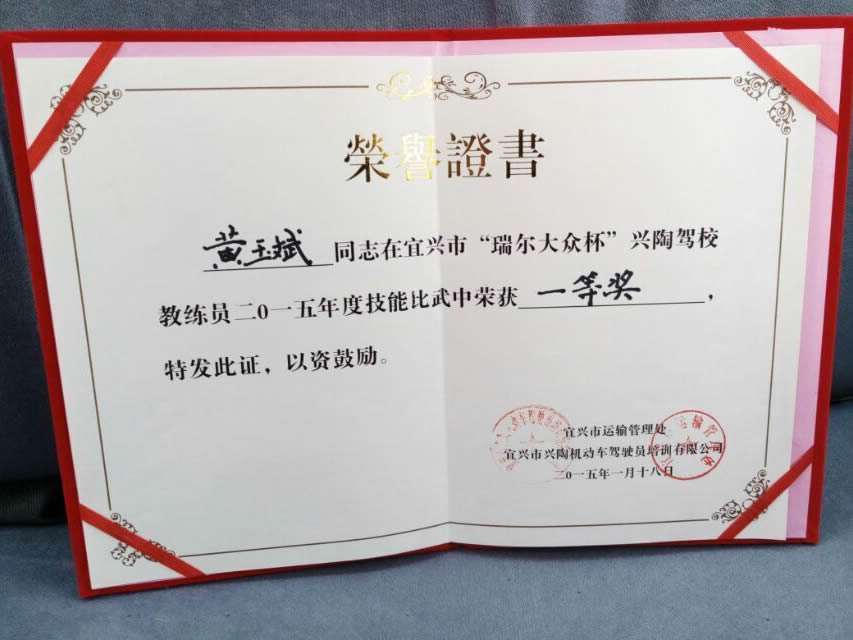 榮譽證書
黄玉斌 同志在宜兴市“瑞尔大众杯”兴陶驾校
教练员二0一五年度技能比武中荣获 一等奖 ，
特发此证，以资鼓励。
宜兴市运输管理处
宜兴市兴陶机动车驾驶员培训有限公司
二0一五年一月十八日
运输管